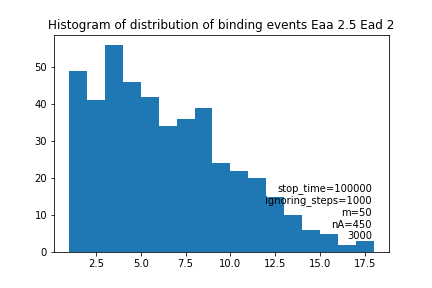 Histogram of distribution of binding events Eaa 2.5 Ead 2
50
40
30
20
10
0
stop_time=100000
ignoring_steps=1000
m=50
nA=450
3000
2.5 5.0 7.5 10.0 12.5 15.0 17.5